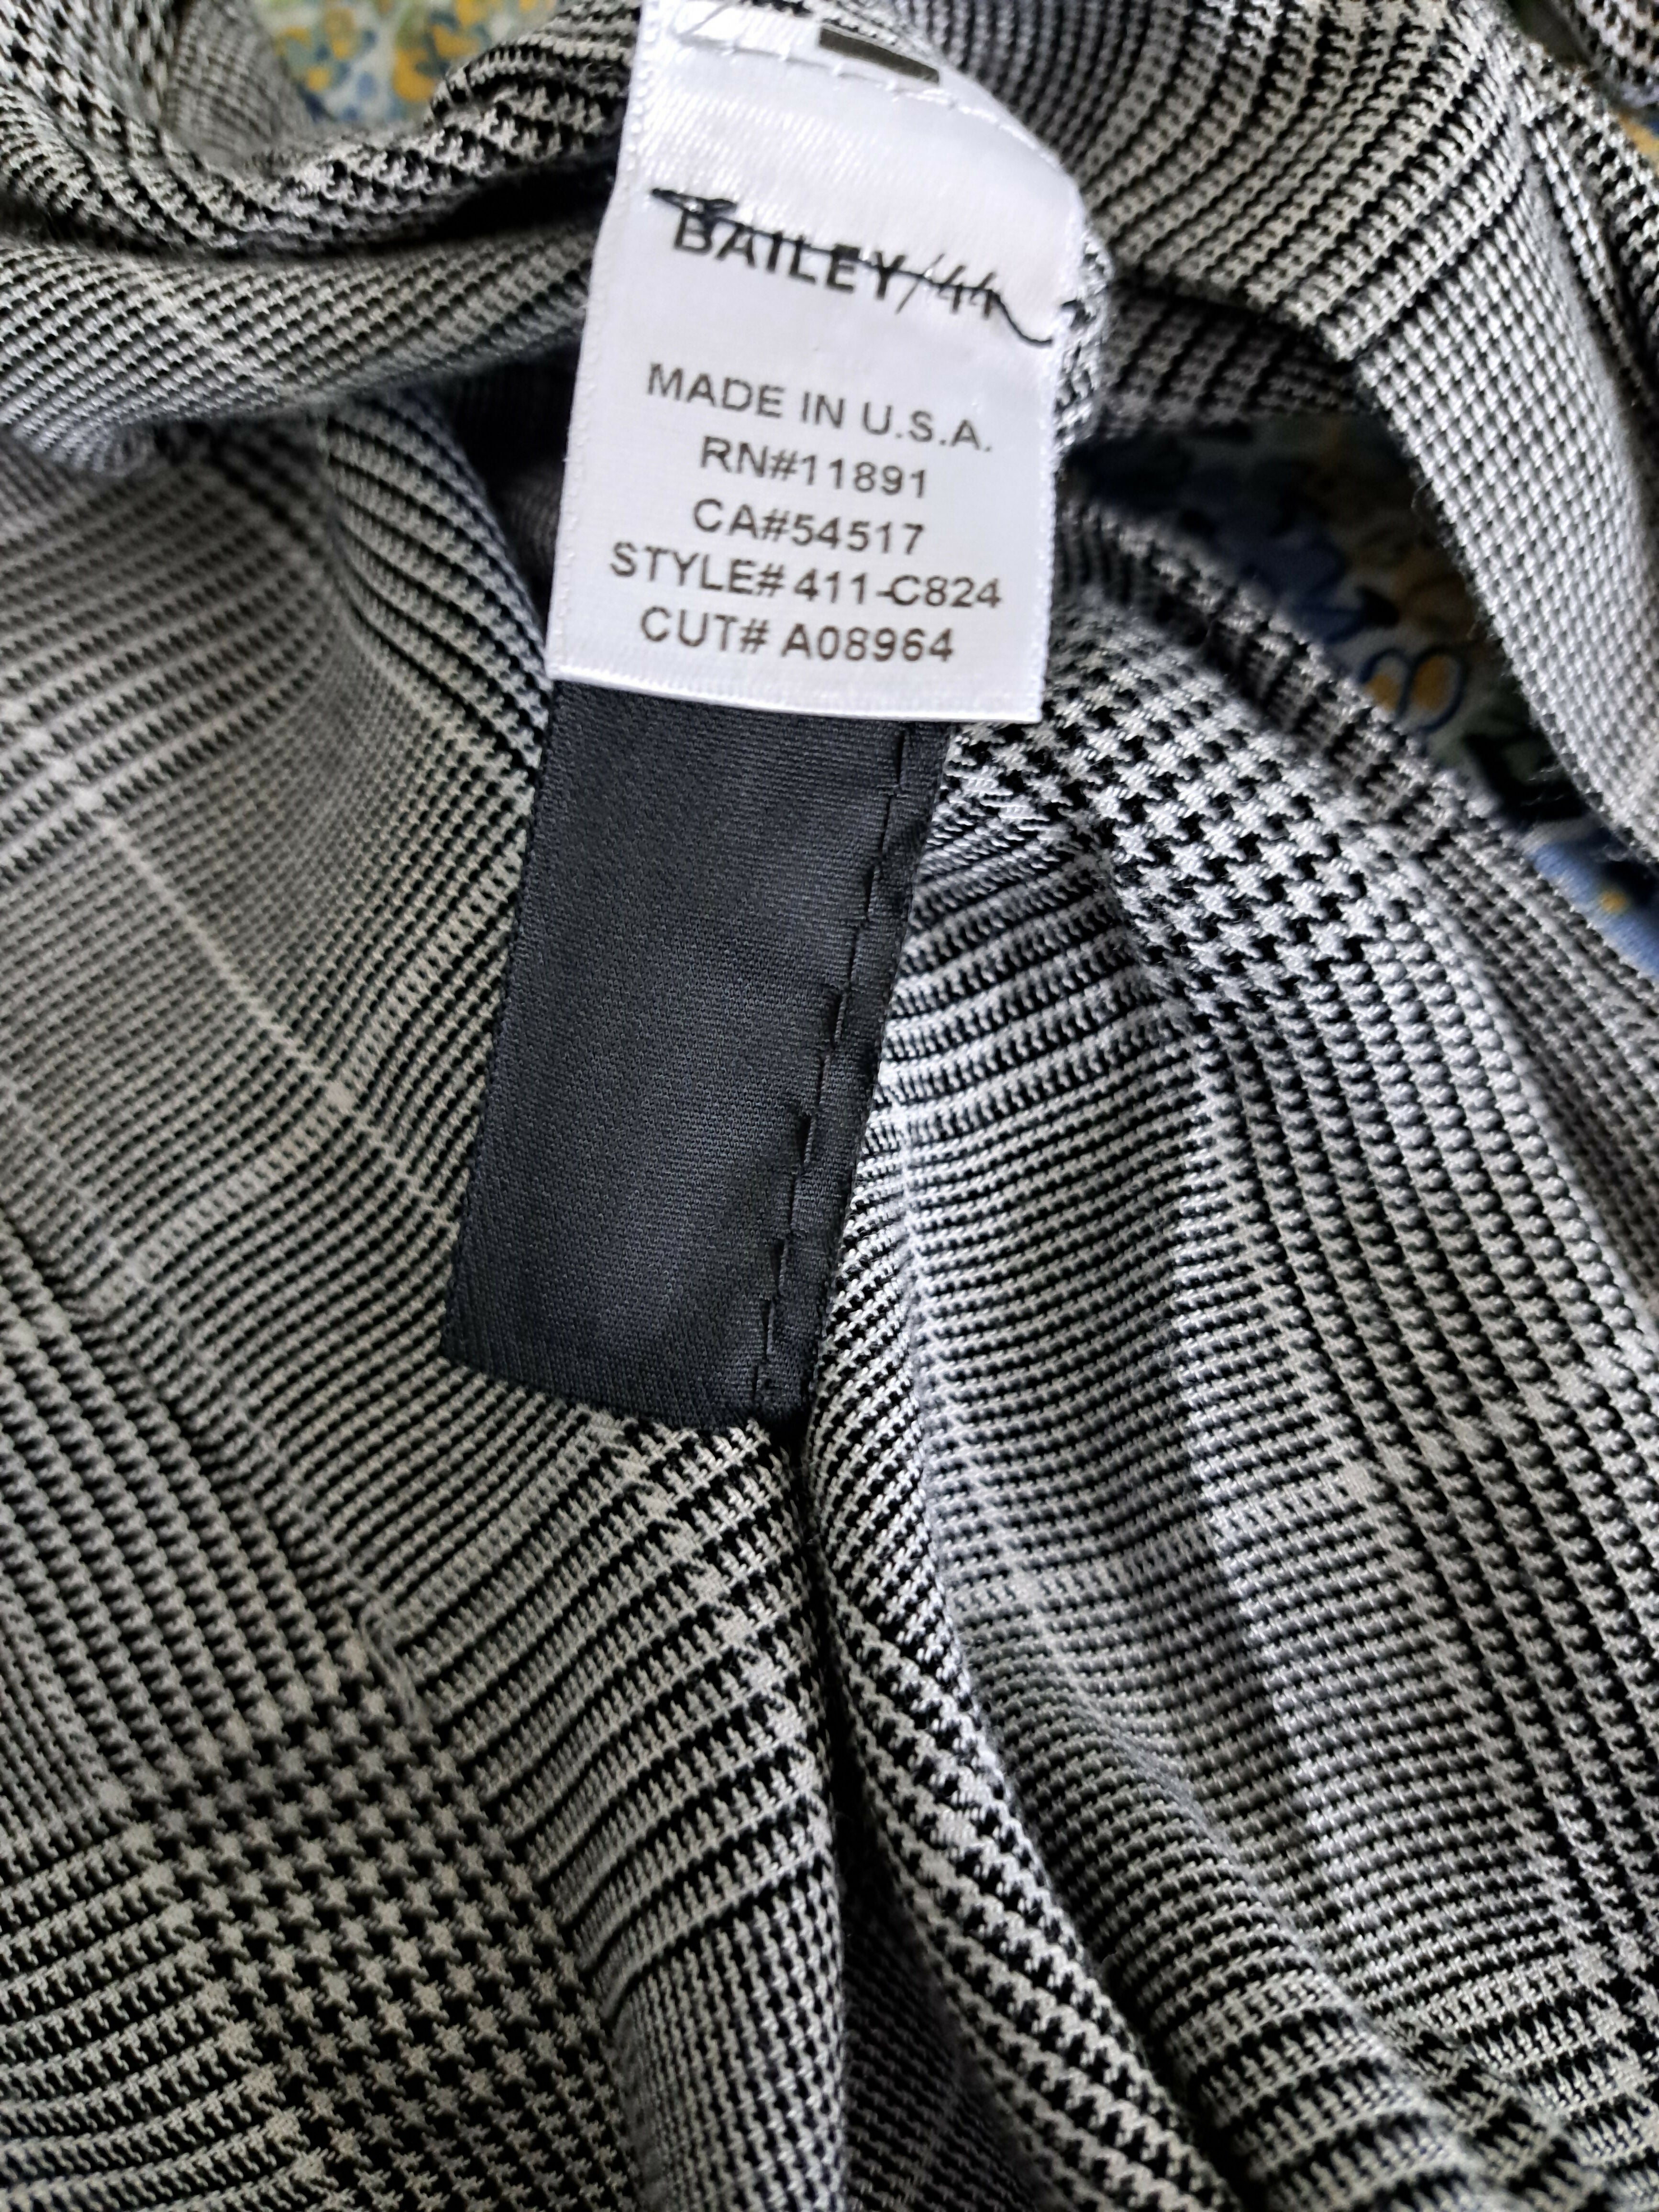 BAILEY/44
MADE IN U.S.A.
RN#11891
CA#54517
STYLE# 411-C824
CUT# A08964